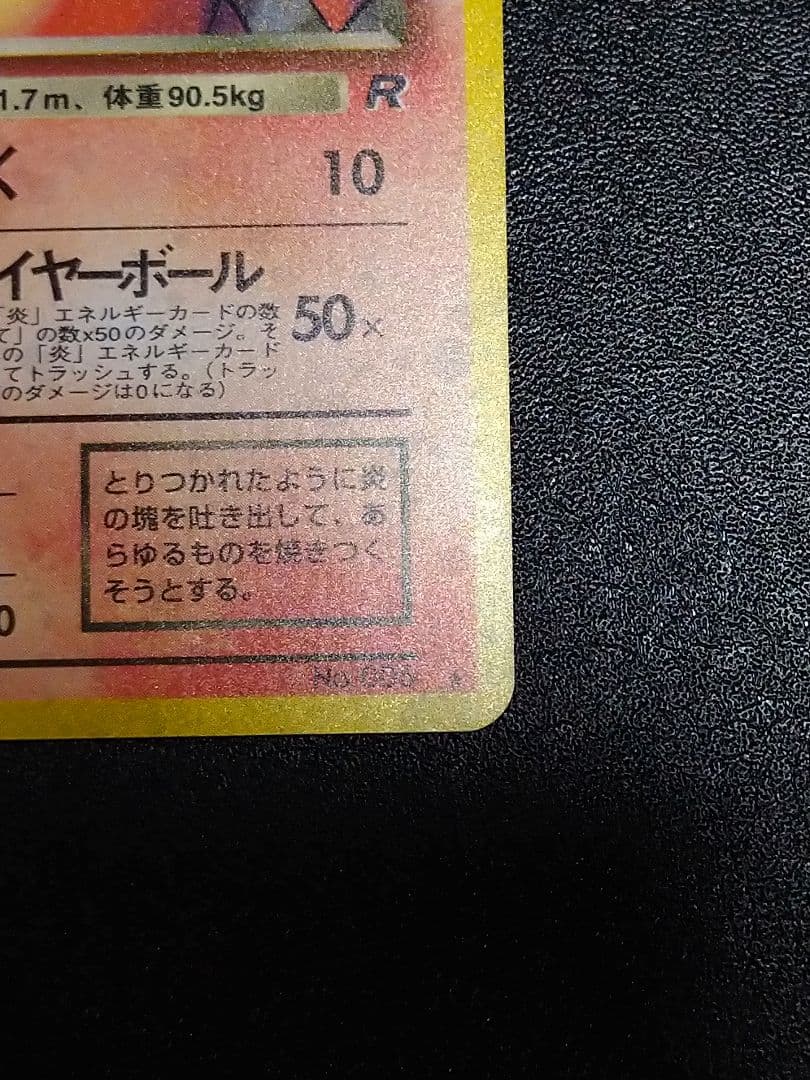 1.7m、体重90.5kg R
10
イヤーボール
「炎」エネルギーカードの数
て」の数x50のダメージ。そ
の「炎」エネルギーカード
てトラッシュする。(トラッ
のダメージは0になる)
50×
とりつかれたように炎
の塊を吐き出して、あ
らゆるものを焼きつく
そうとする。
0
No.006 ★